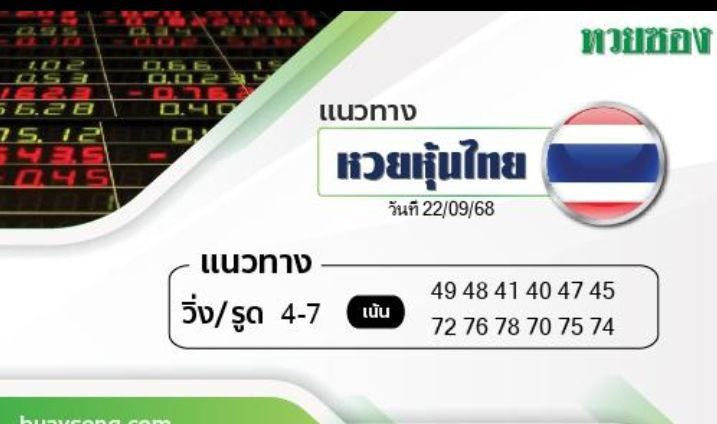 หวยซอง
แนวทาง
หวยหุ้นไทย
วันที่ 22/09/68
แนวทาง
วิ่ง/รูด 4-7 เน้น
49 48 41 40 47 45
72 76 78 70 75 74
huaysong.com